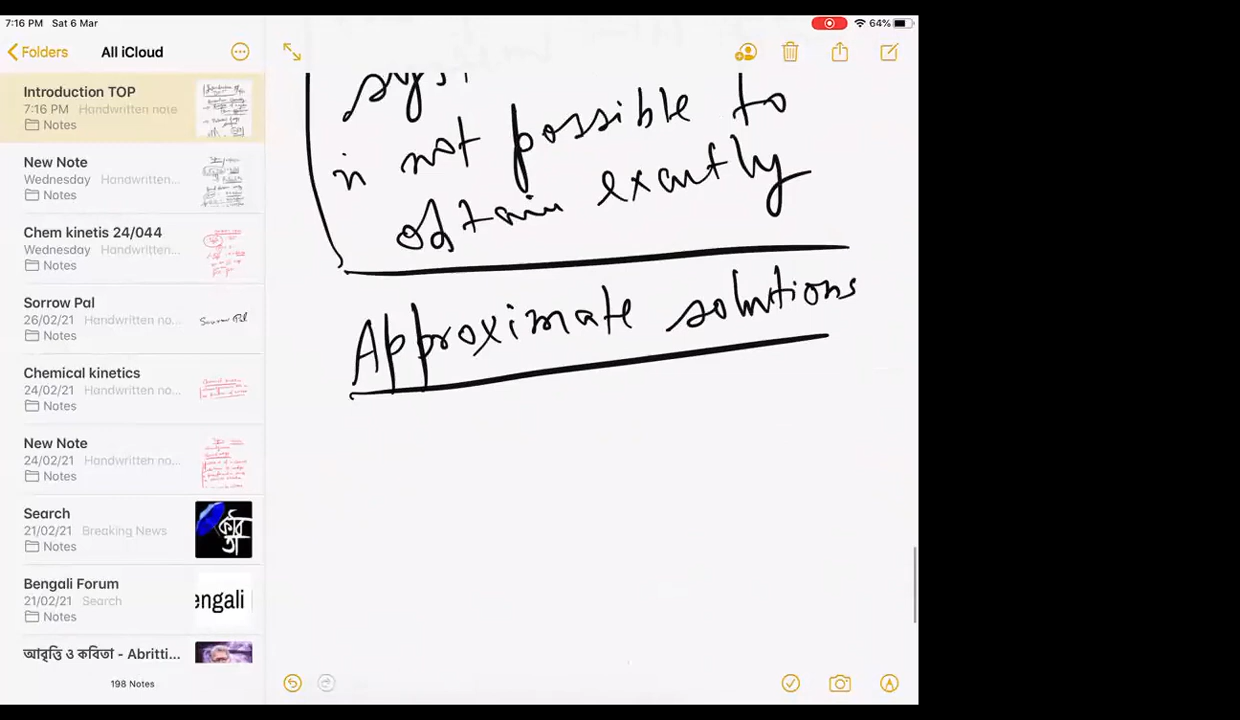 7:16 PM Sat 6 Mar
64%
Folders
All iCloud
Introduction TOP
7:16 PM Handwritten note
Notes
New Note
Wednesday Handwritten...
Notes
Chem kinetis 24/044
Wednesday Handwritten...
Notes
Sorrow Pal
26/02/21 Handwritten no...
Notes
Chemical kinetics
24/02/21 Handwritten no...
Notes
New Note
24/02/21 Handwritten no...
Notes
Search
21/02/21 Breaking News
Notes
Bengali Forum
21/02/21 Search
Notes
আবৃত্তি ও কবিতা - Abritti...
198 Notes
কবি
তা
engali
syst
is not possible to
obtain exactly
Approximate solutions